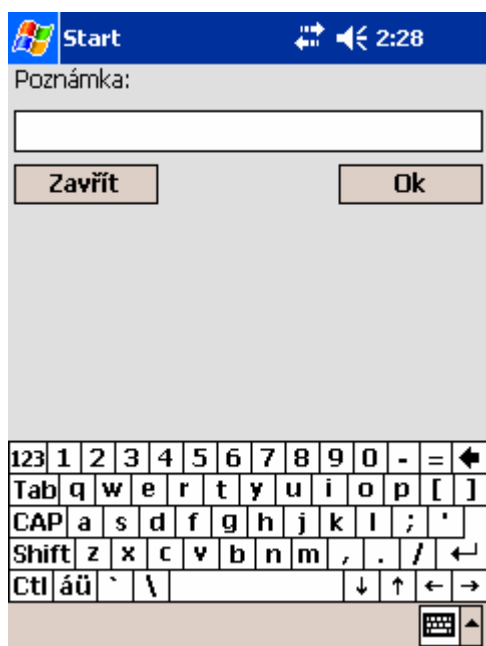 Start 2:28
Poznámka:
Zavřít Ok
123 1 2 3 4 5 6 7 8 9 0 - = 🡄
Tab q w e r t y u i o p [ ]
CAP a s d f g h j k l ; '
Shift z x c v b n m , . / ↵
Ctl áü ` \ ↓ ↑ ← →